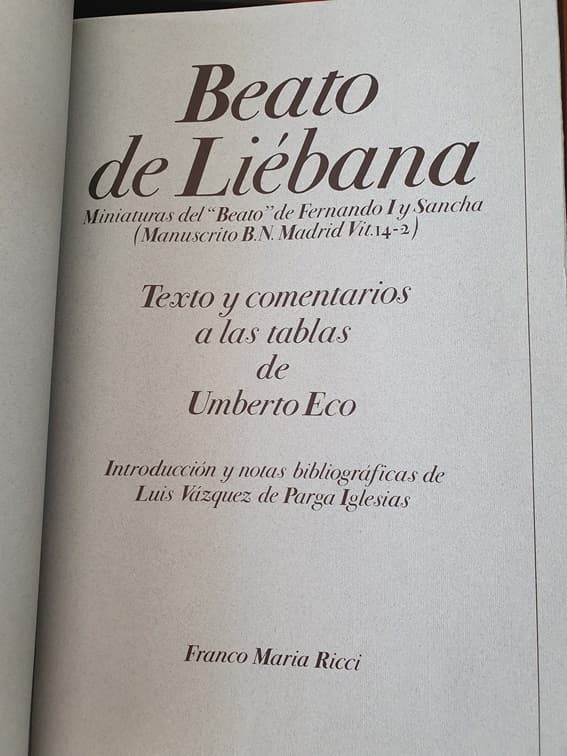 Beato
de Liébana
Miniaturas del “Beato” de Fernando I y Sancha
(Manuscrito B.N. Madrid Vit.14-2)
Texto y comentarios
a las tablas
de
Umberto Eco
Introducción y notas bibliográficas de
Luis Vázquez de Parga Iglesias
Franco Maria Ricci